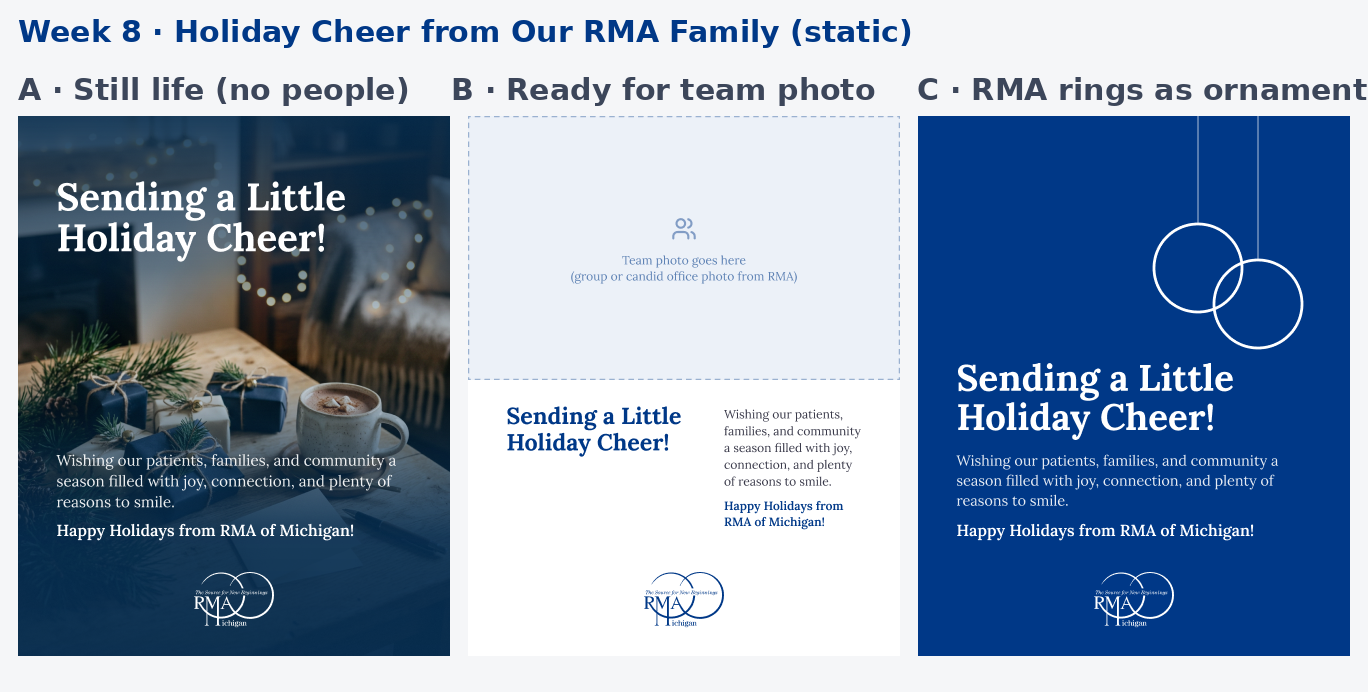 Week 8 · Holiday Cheer from Our RMA Family (static)
A · Still life (no people)
Sending a Little
Holiday Cheer!
Wishing our patients, families, and community a
season filled with joy, connection, and plenty of
reasons to smile.
Happy Holidays from RMA of Michigan!
The Source for New Beginnings
RMA
Michigan
B · Ready for team photo
Team photo goes here
(group or candid office photo from RMA)
Sending a Little
Holiday Cheer!
Wishing our patients,
families, and community
a season filled with joy,
connection, and plenty
of reasons to smile.
Happy Holidays from
RMA of Michigan!
The Source for New Beginnings
RMA
Michigan
C · RMA rings as ornament
Sending a Little
Holiday Cheer!
Wishing our patients, families, and community a
season filled with joy, connection, and plenty of
reasons to smile.
Happy Holidays from RMA of Michigan!
The Source for New Beginnings
RMA
Michigan